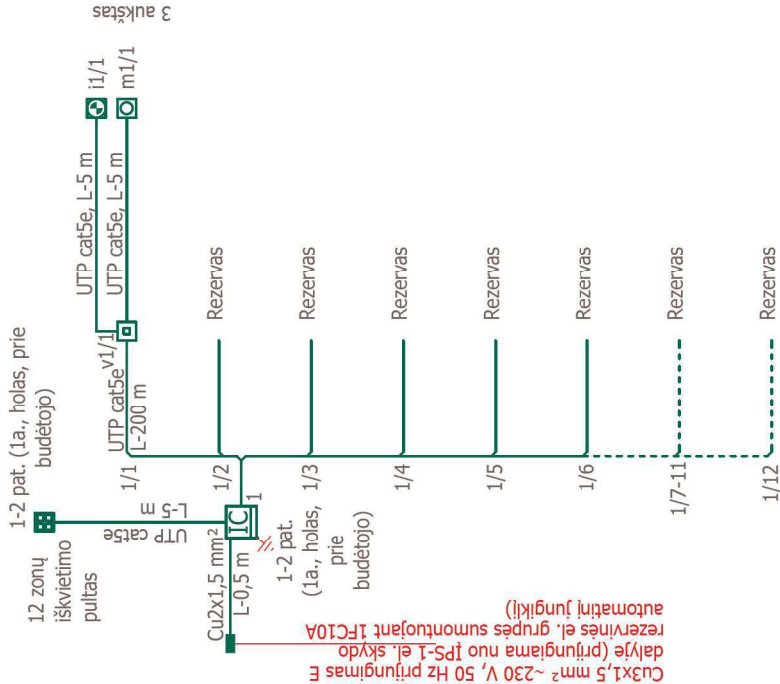 3 aukštas
i1/1
m1/1
UTP cat5e, L-5 m
UTP cat5e, L-5 m
v1/1
UTP cat5e
L-200 m
1/1
1-2 pat. (1a., holas, prie
budėtojo)
12 zonų
iškvietimo
pultas
UTP cat5e
L-5 m
IC
1
Cu2x1,5 mm²
L-0,5 m
1-2 pat.
(1a., holas,
prie
budėtojo)
1/2
Rezervas
1/3
Rezervas
1/4
Rezervas
1/5
Rezervas
1/6
Rezervas
1/7-11
Rezervas
1/12
Rezervas
Cu3x1,5 mm² ~ 230 V, 50 Hz prijungimas E
dalyje (prijungiama nuo ĮPS-1 el. skydo
rezervinės el. grupės sumontuojant 1FC10A
automatinį jungiklį)